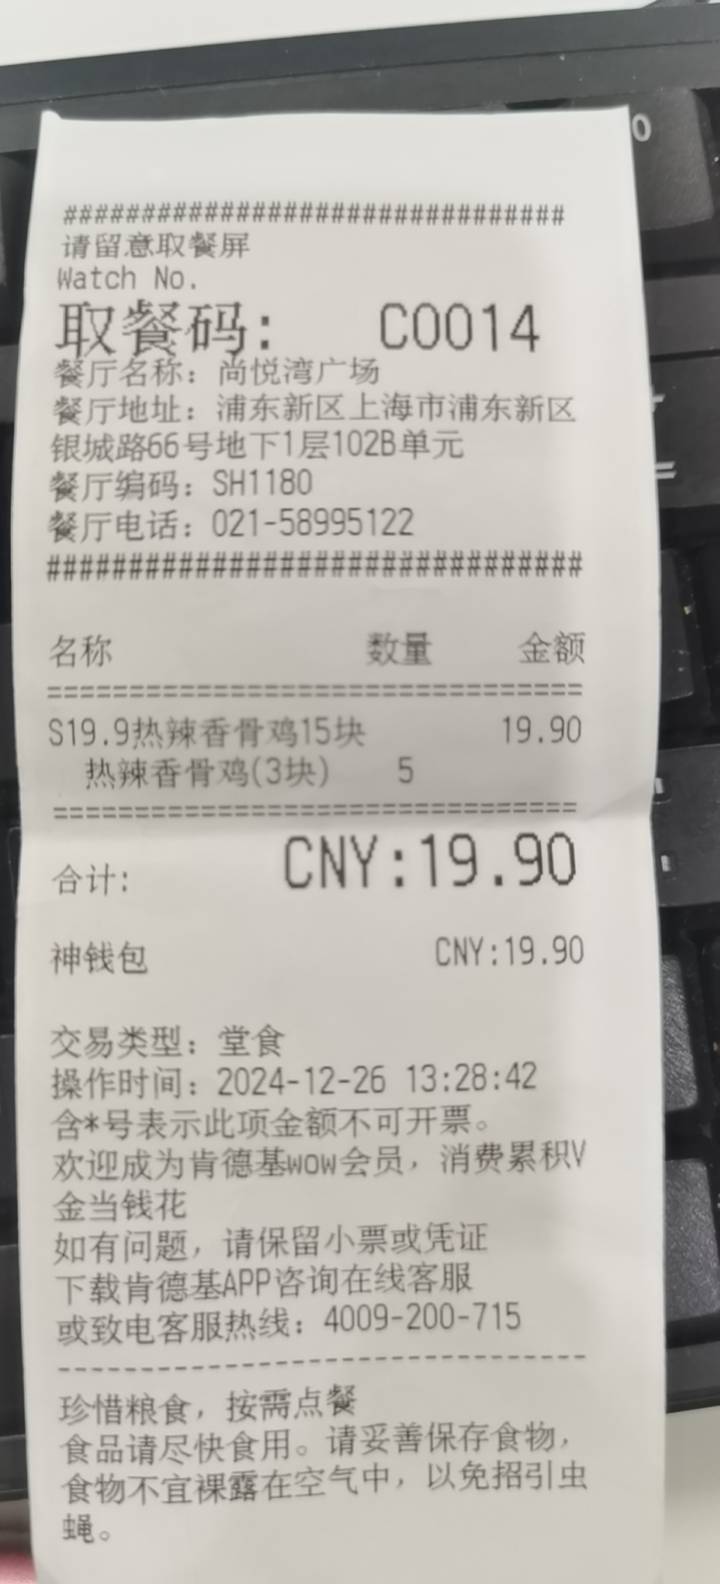 ################################
请留意取餐屏
Watch No.
取餐码: C0014
餐厅名称: 尚悦湾广场
餐厅地址: 浦东新区上海市浦东新区
银城路66号地下1层102B单元
餐厅编码: SH1180
餐厅电话: 021-58995122
################################
名称 数量 金额
================================
S19.9热辣香骨鸡15块 19.90
热辣香骨鸡(3块) 5
================================
合计: CNY:19.90
神钱包 CNY:19.90
交易类型: 堂食
操作时间: 2024-12-26 13:28:42
含*号表示此项金额不可开票。
欢迎成为肯德基wow会员, 消费累积V
金当钱花
如有问题, 请保留小票或凭证
下载肯德基APP咨询在线客服
或致电客服热线: 4009-200-715
--------------------------------
珍惜粮食, 按需点餐
食品请尽快食用。请妥善保存食物,
食物不宜裸露在空气中, 以免招引虫
蝇。